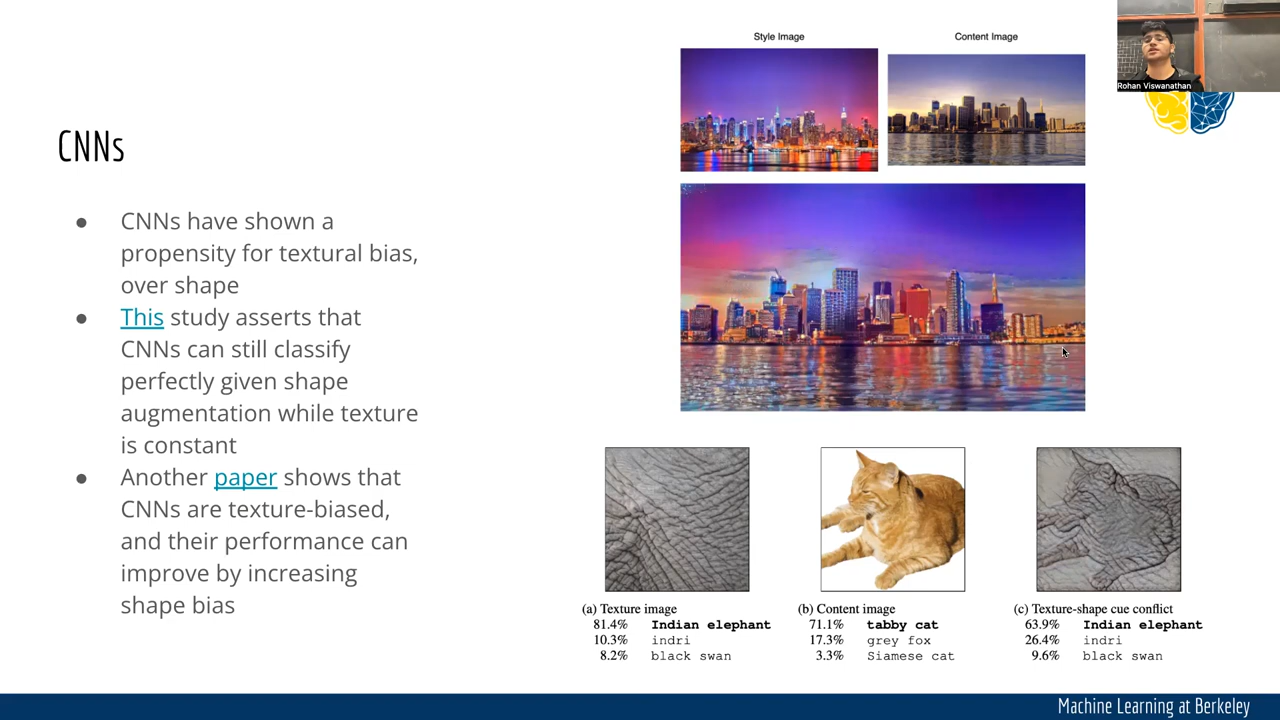 Style Image
Content Image
Rohan Viswanathan
CNNs
● CNNs have shown a
propensity for textural bias,
over shape
● This study asserts that
CNNs can still classify
perfectly given shape
augmentation while texture
is constant
● Another paper shows that
CNNs are texture-biased,
and their performance can
improve by increasing
shape bias
(a) Texture image
81.4% Indian elephant
10.3% indri
8.2% black swan
(b) Content image
71.1% tabby cat
17.3% grey fox
3.3% Siamese cat
(c) Texture-shape cue conflict
63.9% Indian elephant
26.4% indri
9.6% black swan
Machine Learning at Berkeley